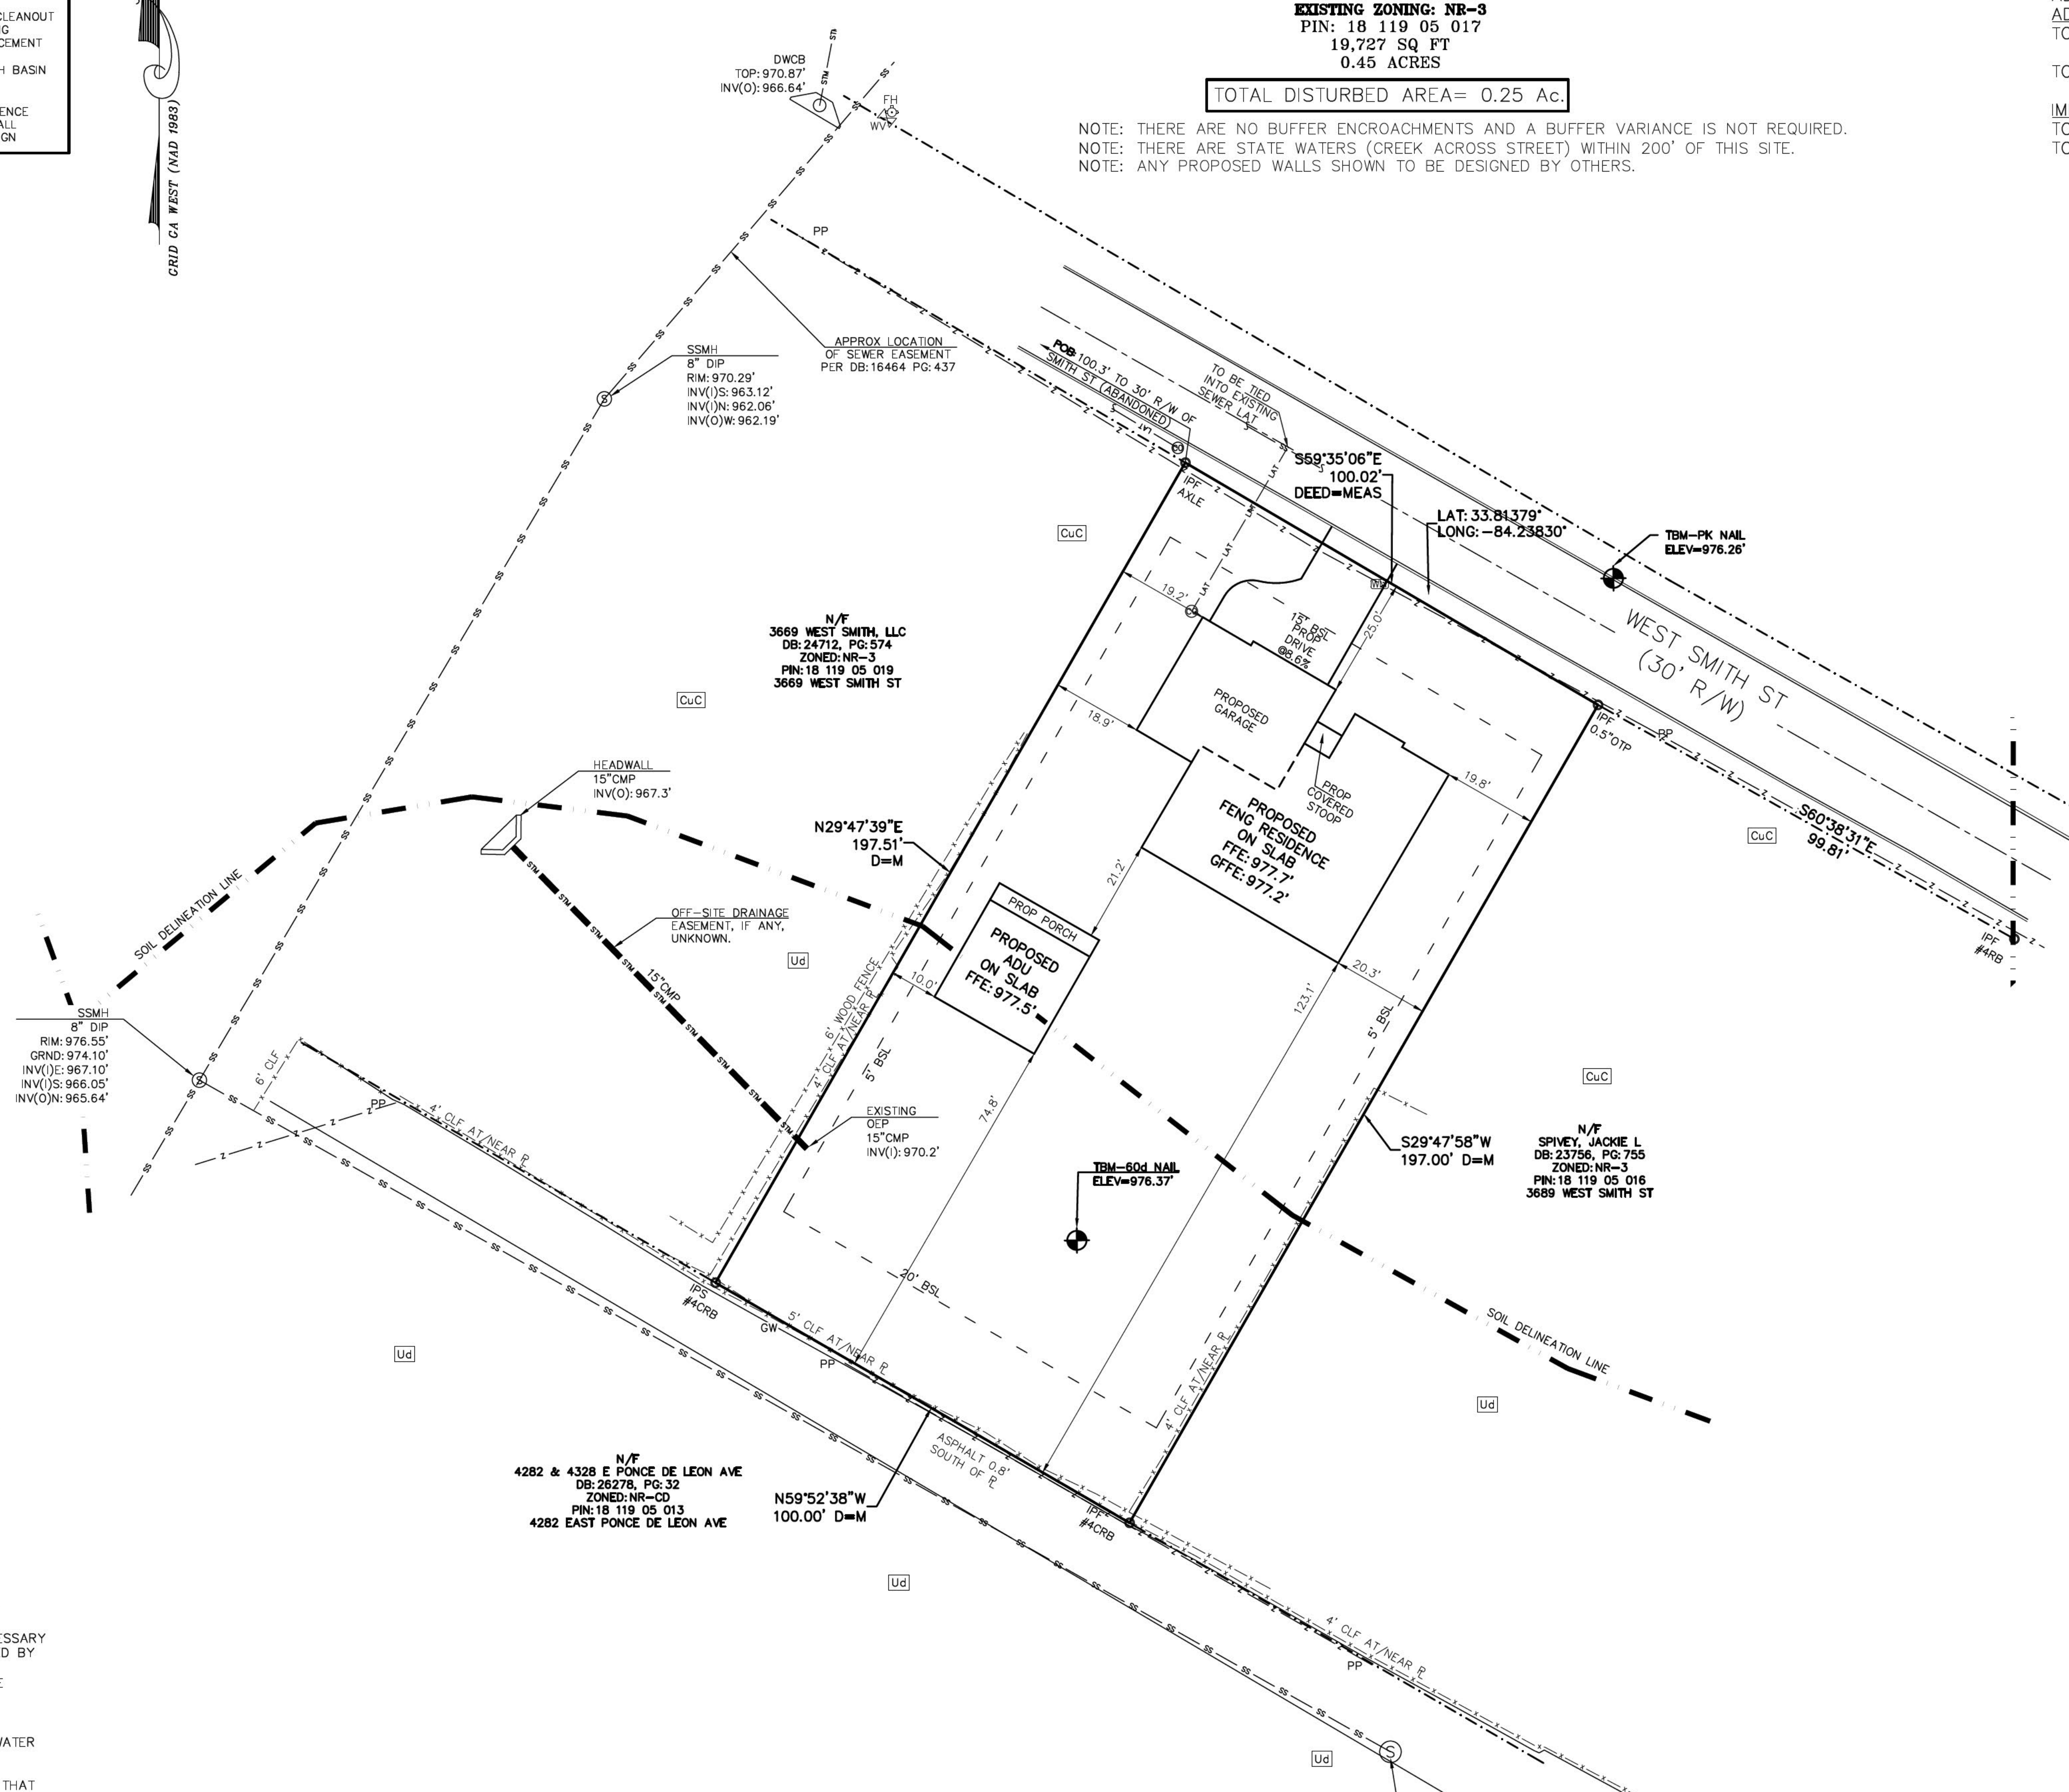 CLEANOUT
CEMENT
H BASIN
ENCE
GRID GA WEST (NAD 1983)
EXISTING ZONING: NR-3
PIN: 18 119 05 017
19,727 SQ FT
0.45 ACRES
TOTAL DISTURBED AREA= 0.25 Ac.
NOTE: THERE ARE NO BUFFER ENCROACHMENTS AND A BUFFER VARIANCE IS NOT REQUIRED.
NOTE: THERE ARE STATE WATERS (CREEK ACROSS STREET) WITHIN 200' OF THIS SITE.
NOTE: ANY PROPOSED WALLS SHOWN TO BE DESIGNED BY OTHERS.
DWCB
TOP: 970.87'
INV(O): 966.64'
STM
FH
WV
PP
APPROX LOCATION
OF SEWER EASEMENT
PER DB: 16464 PG: 437
SSMH
8" DIP
RIM: 970.29'
INV(I)S: 963.12'
INV(I)N: 962.06'
INV(O)W: 962.19'
POB 100.3' TO 30' R/W OF
SMITH ST (ABANDONED)
TO BE TIED
INTO EXISTING
SEWER LAT
LAT
CO
IPF
AXLE
S59°35'06"E
100.02'
DEED=MEAS
LAT: 33.81379°
LONG: -84.23830°
TBM-PK NAIL
ELEV=976.26'
WEST SMITH ST
(30' R/W)
CuC
19.2'
15' BSL
PROP
DRIVE
@8.6%
25.0'
N/F
3669 WEST SMITH, LLC
DB: 24712, PG: 574
ZONED: NR-3
PIN: 18 119 05 019
3669 WEST SMITH ST
CuC
PROPOSED
GARAGE
18.9'
IPF
0.5"OTP
PP
PROP
COVERED
STOOP
19.8'
HEADWALL
15"CMP
INV(O): 967.3'
N29°47'39"E
197.51'
D=M
PROPOSED
FENG RESIDENCE
ON SLAB
FFE: 977.7'
GFFE: 977.2'
S60°38'31"E
99.81'
CuC
SOIL DELINEATION LINE
OFF-SITE DRAINAGE
EASEMENT, IF ANY,
UNKNOWN.
Ud
15"CMP
21.2'
PROP PORCH
PROPOSED
ADU
ON SLAB
FFE: 977.5'
10.0'
6' WOOD FENCE
4' CLF AT/NEAR PL
5' BSL
20.3'
123.1'
5' BSL
IPF
#4RB
SSMH
8" DIP
RIM: 976.55'
GRND: 974.10'
INV(I)E: 967.10'
INV(I)S: 966.05'
INV(O)N: 965.64'
6' CLF
PP
4' CLF AT/NEAR PL
EXISTING
OEP
15"CMP
INV(I): 970.2'
74.8'
CuC
TBM-60d NAIL
ELEV=976.37'
S29°47'58"W
197.00' D=M
N/F
SPIVEY, JACKIE L
DB: 23756, PG: 755
ZONED: NR-3
PIN: 18 119 05 016
3689 WEST SMITH ST
IPS
#4CRB
GW
20' BSL
5' CLF AT/NEAR PL
PP
4' CLF AT/NEAR PL
SOIL DELINEATION LINE
Ud
Ud
ASPHALT 0.8'
SOUTH OF PL
N/F
4282 & 4328 E PONCE DE LEON AVE
DB: 26278, PG: 32
ZONED: NR-CD
PIN: 18 119 05 013
4282 EAST PONCE DE LEON AVE
N59°52'38"W
100.00' D=M
IPF
#4CRB
Ud
4' CLF AT/NEAR PL
PP
Ud
ESSARY
D BY
WATER
THAT